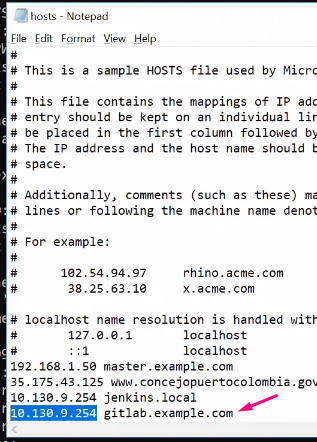 hosts - Notepad
File Edit Format View Help
#
# This is a sample HOSTS file used by Micro
#
# This file contains the mappings of IP add
# entry should be kept on an individual lin
# be placed in the first column followed by
# The IP address and the host name should b
# space.
#
# Additionally, comments (such as these) ma
# lines or following the machine name denot
#
# For example:
#
# 102.54.94.97 rhino.acme.com
# 38.25.63.10 x.acme.com
# localhost name resolution is handled with
# 127.0.0.1 localhost
# ::1 localhost
192.168.1.50 master.example.com
35.175.43.125 www.concejopuertocolombia.gov
10.130.9.254 jenkins.local
10.130.9.254 gitlab.example.com